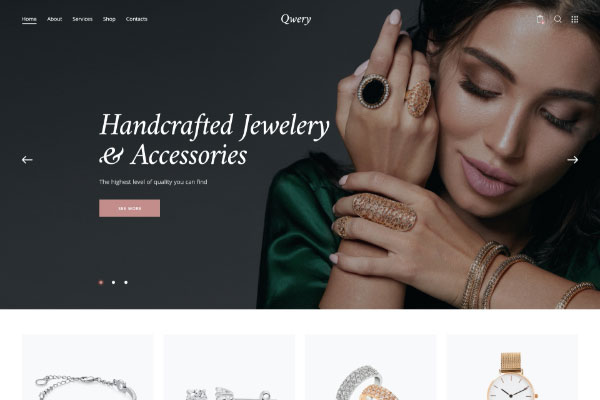 Home About Services Shop Contacts
Qwery
Handcrafted Jewelery
& Accessories
The highest level of quality you can find
SEE MORE